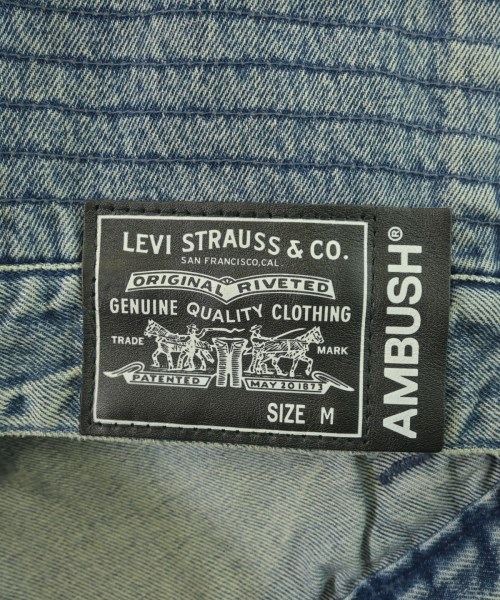 LEVI STRAUSS & CO.
SAN FRANCISCO, CAL.
ORIGINAL RIVETED
GENUINE QUALITY CLOTHING
TRADE MARK
PATENTED MAY 20 1873
SIZE M
AMBUSH®